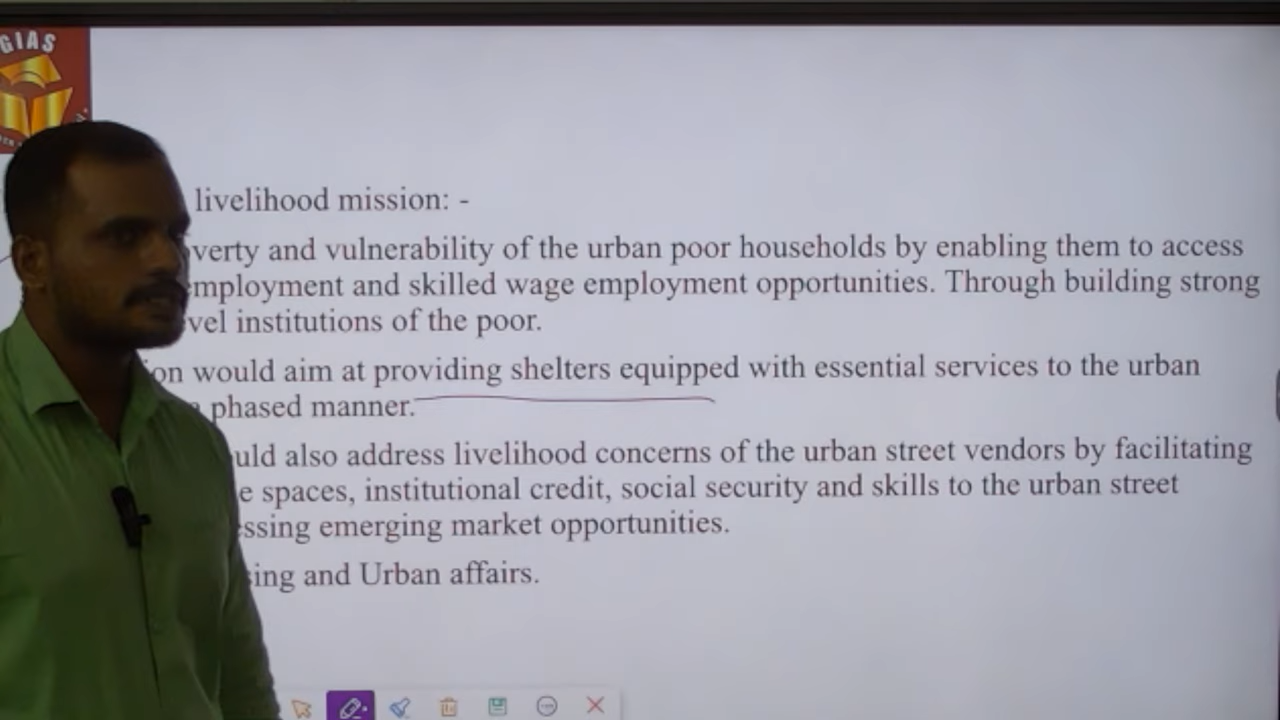 GIAS
livelihood mission: -
verty and vulnerability of the urban poor households by enabling them to access
mployment and skilled wage employment opportunities. Through building strong
vel institutions of the poor.
on would aim at providing shelters equipped with essential services to the urban
phased manner.
uld also address livelihood concerns of the urban street vendors by facilitating
e spaces, institutional credit, social security and skills to the urban street
ssing emerging market opportunities.
ing and Urban affairs.